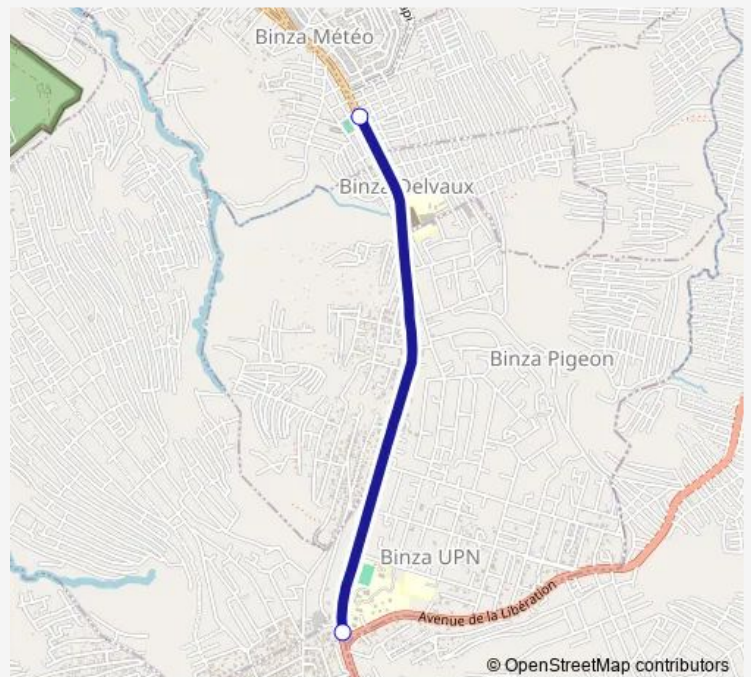 Binza Météo
Binza Delvaux
Binza Pigeon
Binza UPN
Avenue de la Libération
© OpenStreetMap contributors